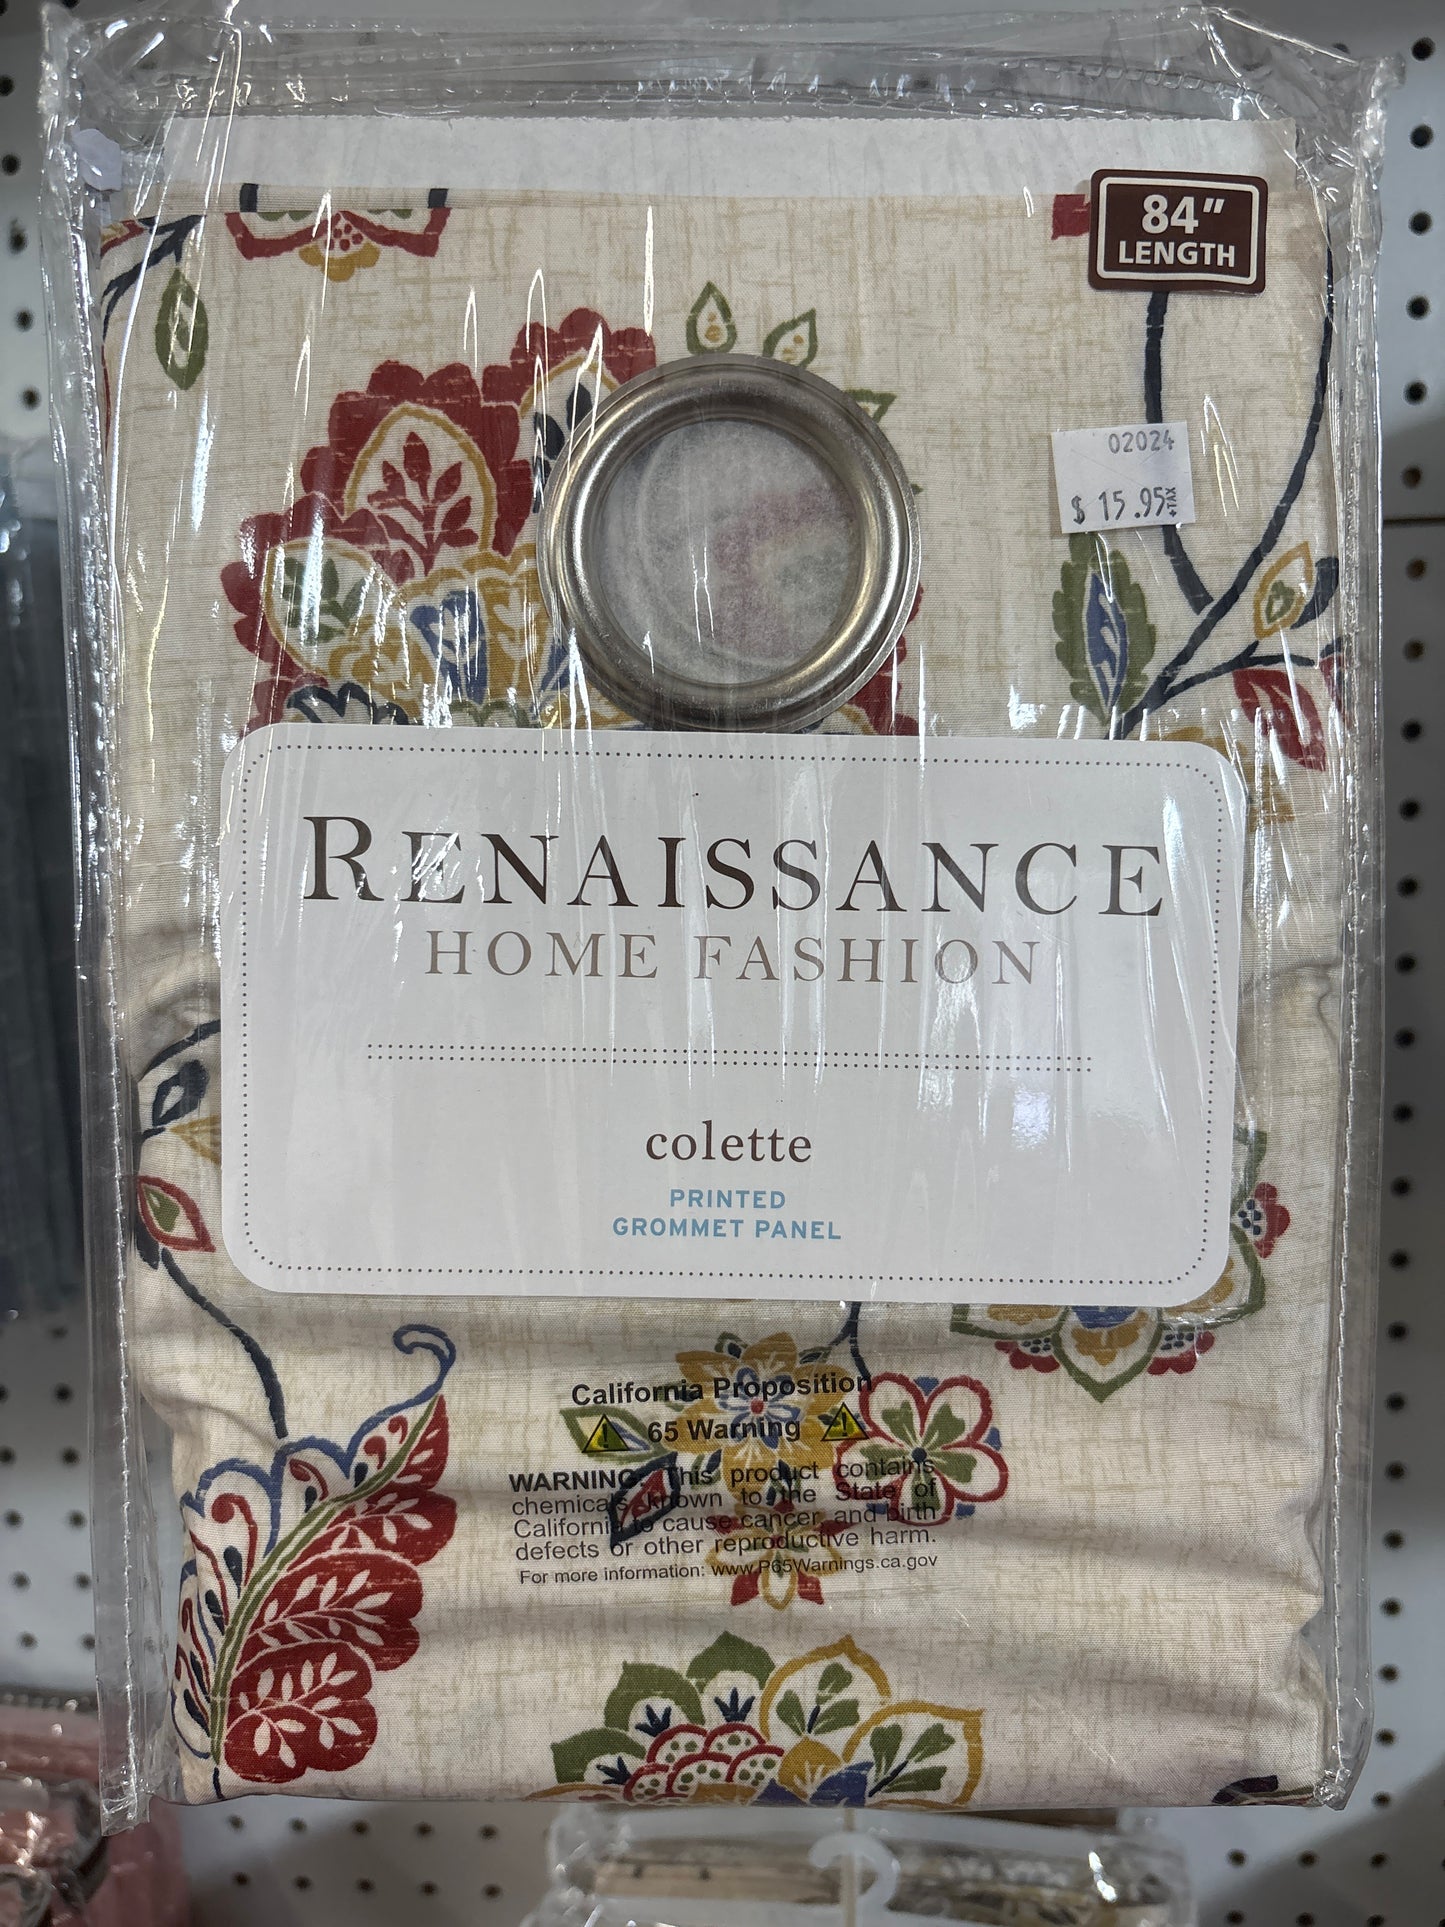 84"
LENGTH
02024
$ 15.95 +TAX
RENAISSANCE
HOME FASHION
colette
PRINTED
GROMMET PANEL
California Proposition
65 Warning
WARNING: This product contains
chemicals known to the State of
California to cause cancer and birth
defects or other reproductive harm.
For more information: www.P65Warnings.ca.gov